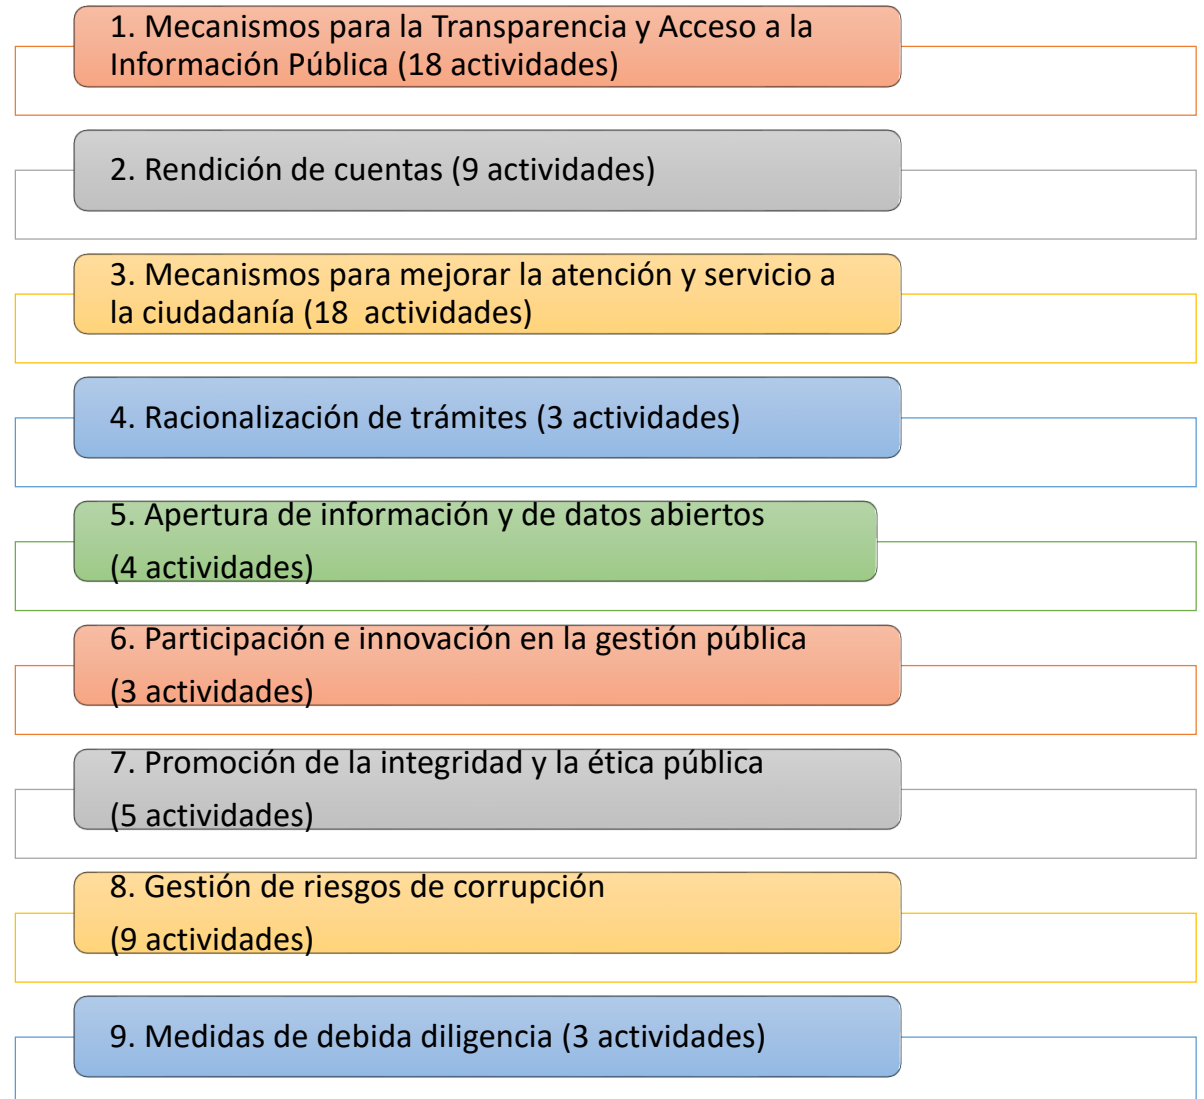 1. Mecanismos para la Transparencia y Acceso a la
Información Pública (18 actividades)
2. Rendición de cuentas (9 actividades)
3. Mecanismos para mejorar la atención y servicio a
la ciudadanía (18  actividades)
4. Racionalización de trámites (3 actividades)
5. Apertura de información y de datos abiertos
(4 actividades)
6. Participación e innovación en la gestión pública
(3 actividades)
7. Promoción de la integridad y la ética pública
(5 actividades)
8. Gestión de riesgos de corrupción
(9 actividades)
9. Medidas de debida diligencia (3 actividades)